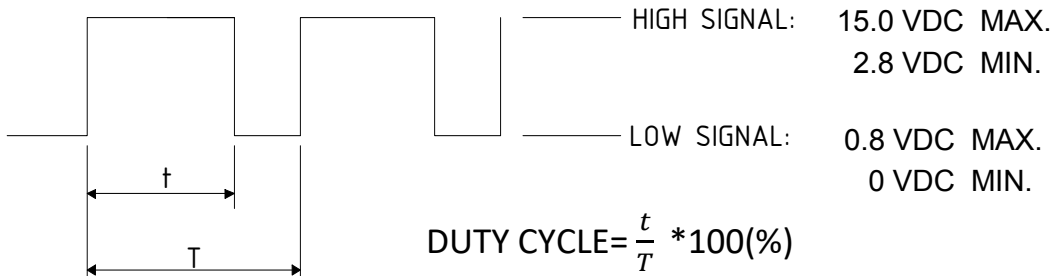 HIGH SIGNAL: 15.0 VDC MAX.
2.8 VDC MIN.
LOW SIGNAL: 0.8 VDC MAX.
0 VDC MIN.
t
T
DUTY CYCLE= t/T *100(%)